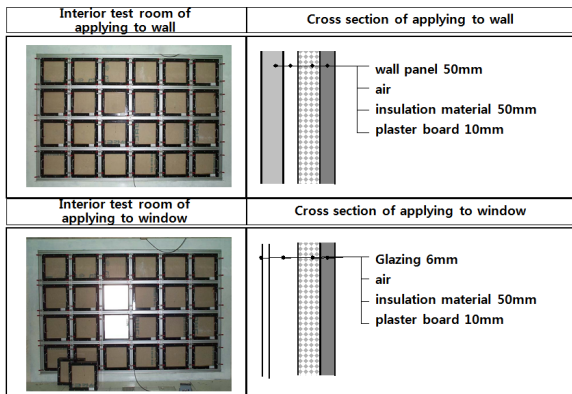 Interior test room of
applying to wall
Cross section of applying to wall
wall panel 50mm
air
insulation material 50mm
plaster board 10mm
Interior test room of
applying to window
Cross section of applying to window
Glazing 6mm
air
insulation material 50mm
plaster board 10mm